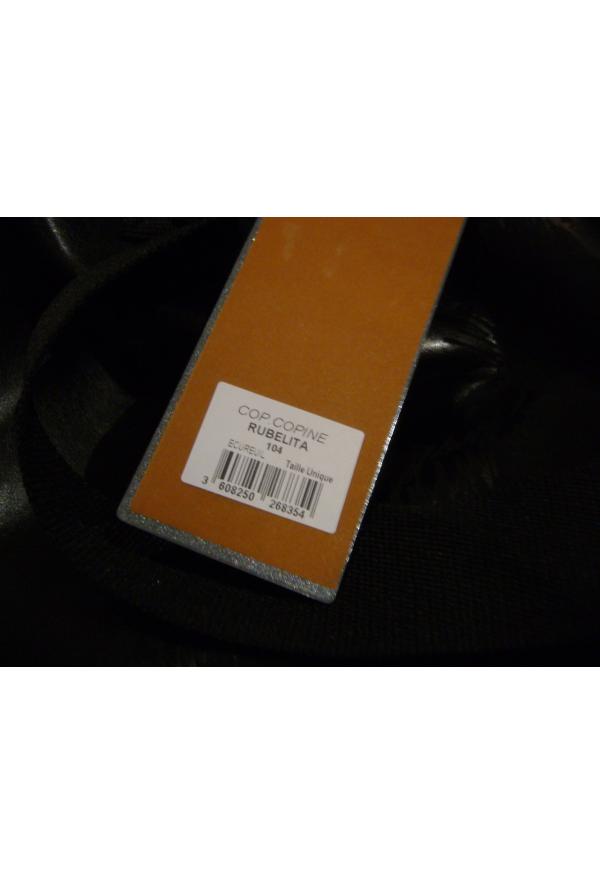 COP.COPINE
RUBELITA
104
ECUREUIL Taille Unique
3 608250 268354